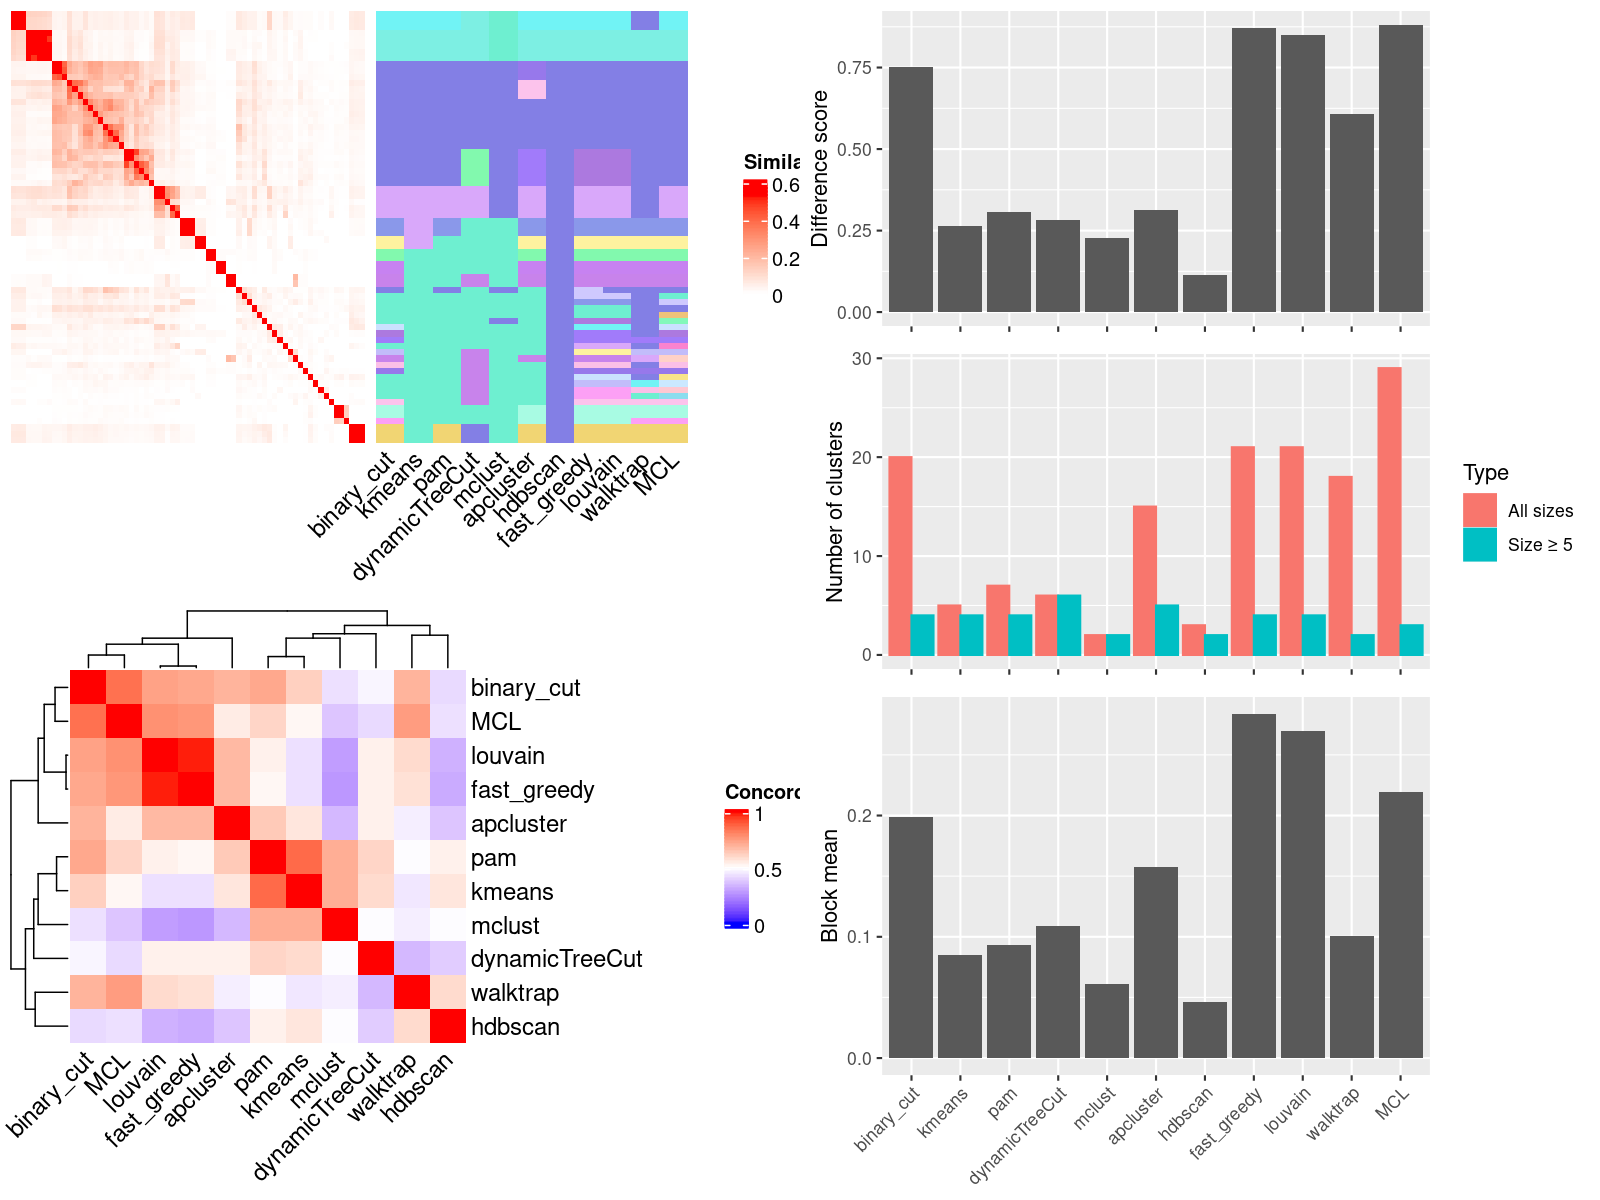 Simila
0.6
0.4
0.2
0
binary_cut
kmeans
pam
dynamicTreeCut
mclust
apcluster
hdbscan
fast_greedy
louvain
walktrap
MCL
binary_cut
MCL
louvain
fast_greedy
apcluster
pam
kmeans
mclust
dynamicTreeCut
walktrap
hdbscan
binary_cut
MCL
louvain
fast_greedy
apcluster
pam
kmeans
mclust
dynamicTreeCut
walktrap
hdbscan
Concord
1
0.5
0
Difference score
0.75
0.50
0.25
0.00
Number of clusters
30
20
10
0
Type
All sizes
Size ≥ 5
Block mean
0.2
0.1
0.0
binary_cut
kmeans
pam
dynamicTreeCut
mclust
apcluster
hdbscan
fast_greedy
louvain
walktrap
MCL